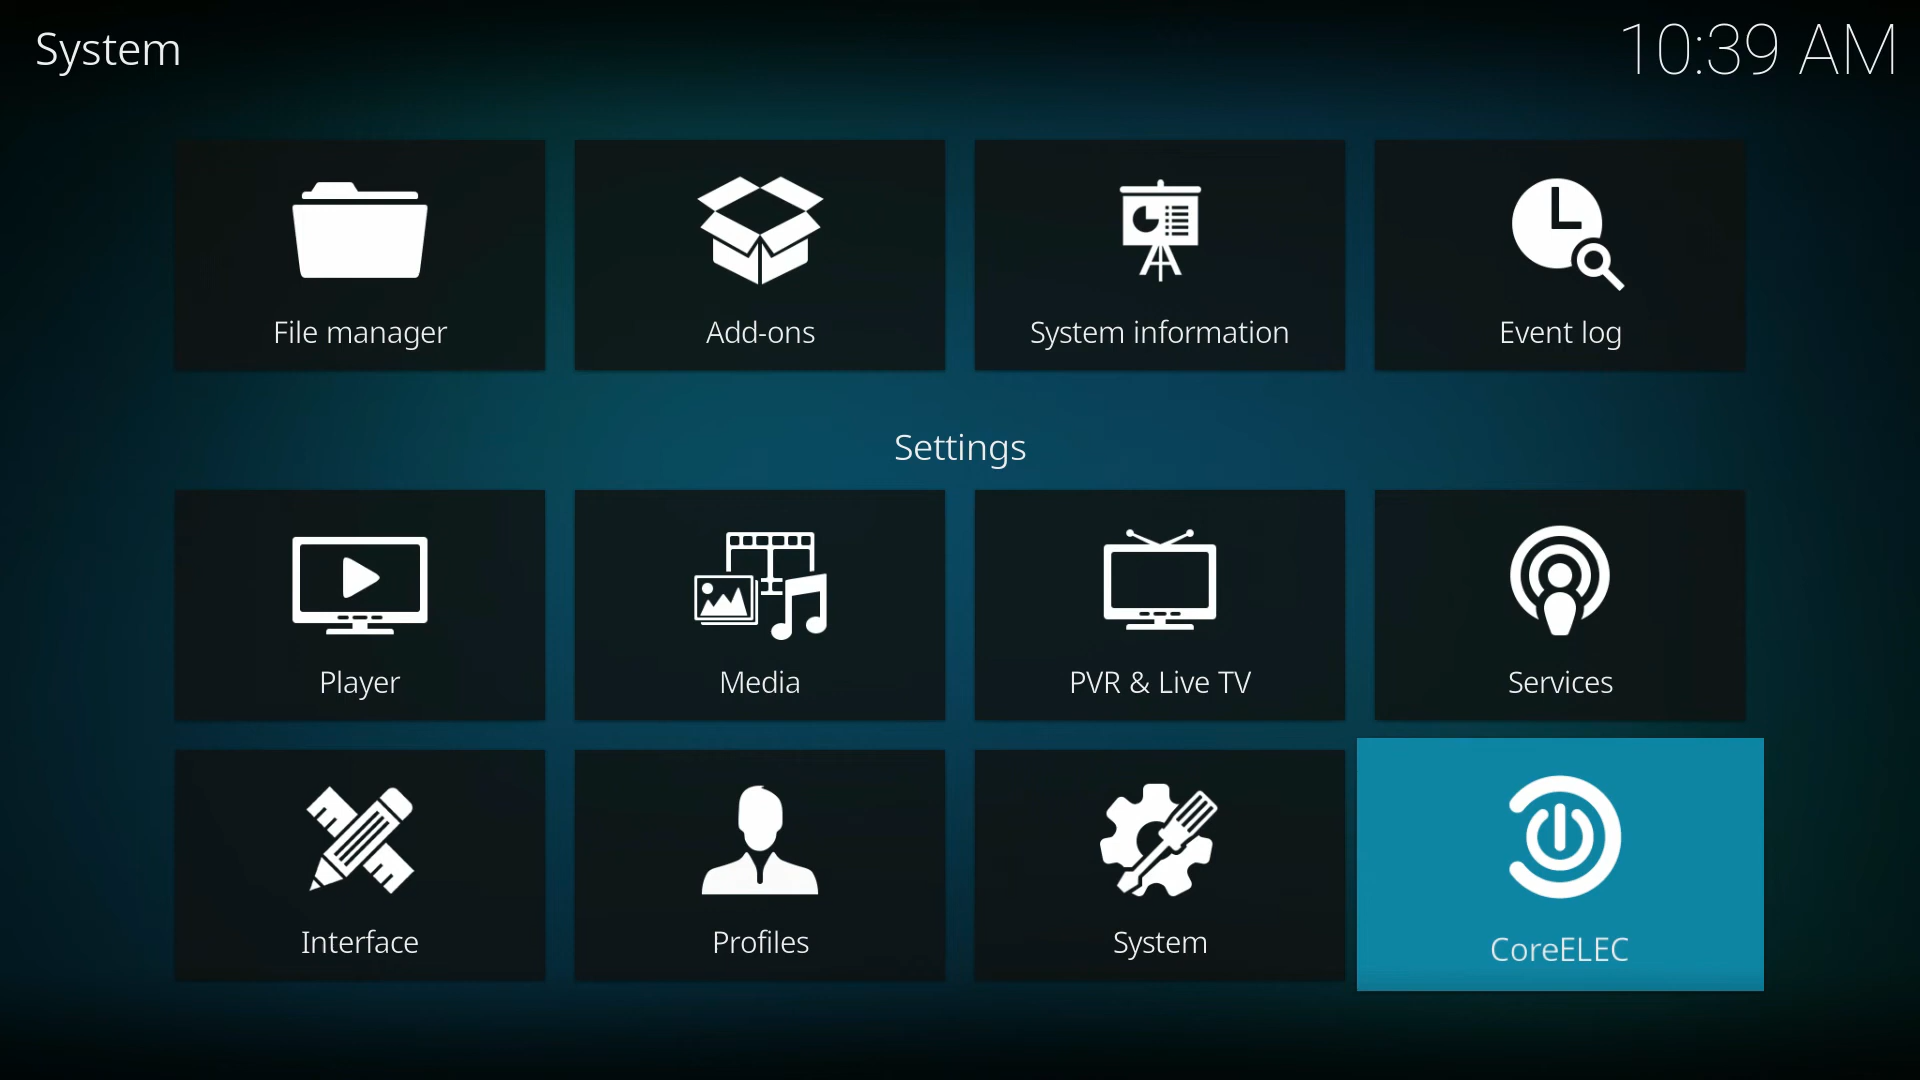 System
10:39 AM
File manager
Add-ons
System information
Event log
Settings
Player
Media
PVR & Live TV
Services
Interface
Profiles
System
CoreELEC